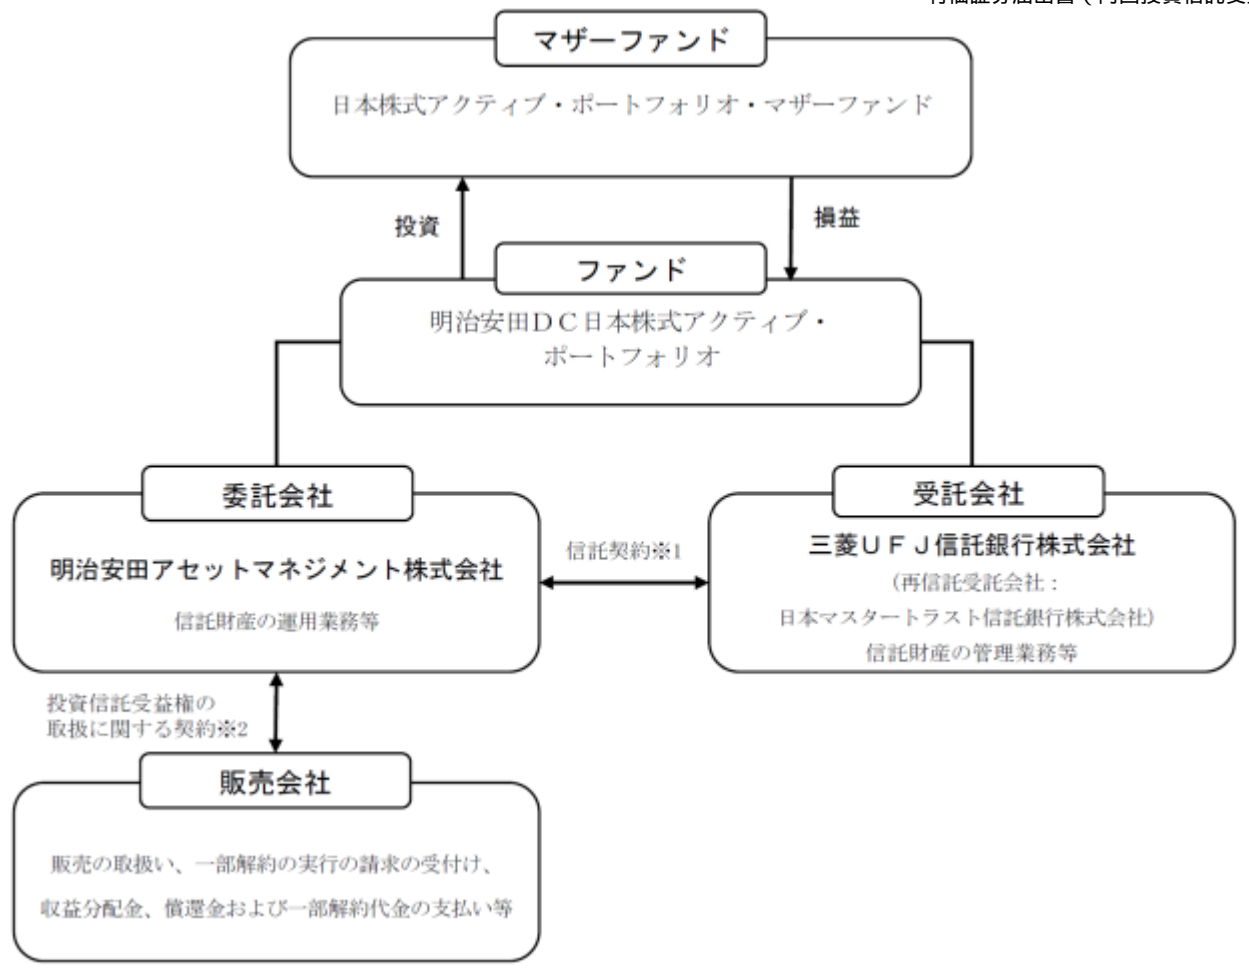 マザーファンド
日本株式アクティブ・ポートフォリオ・マザーファンド
投資
損益
ファンド
明治安田DC日本株式アクティブ・
ポートフォリオ
委託会社
明治安田アセットマネジメント株式会社
信託財産の運用業務等
信託契約※1
受託会社
三菱UFJ信託銀行株式会社
(再信託受託会社:
日本マスタートラスト信託銀行株式会社)
信託財産の管理業務等
投資信託受益権の
取扱に関する契約※2
販売会社
販売の取扱い、一部解約の実行の請求の受付け、
収益分配金、償還金および一部解約代金の支払い等